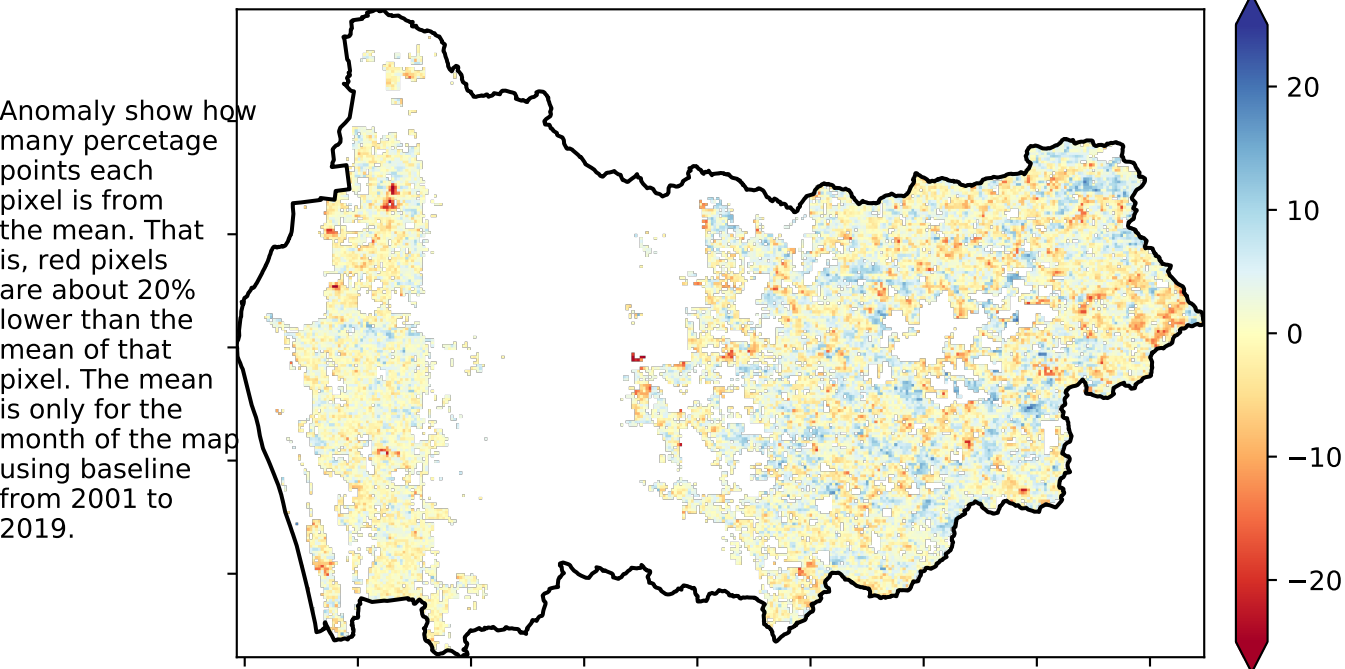 Anomaly show how
many percetage
points each
pixel is from
the mean. That
is, red pixels
are about 20%
lower than the
mean of that
pixel. The mean
is only for the
month of the map
using baseline
from 2001 to
2019.
20
10
0
−10
−20